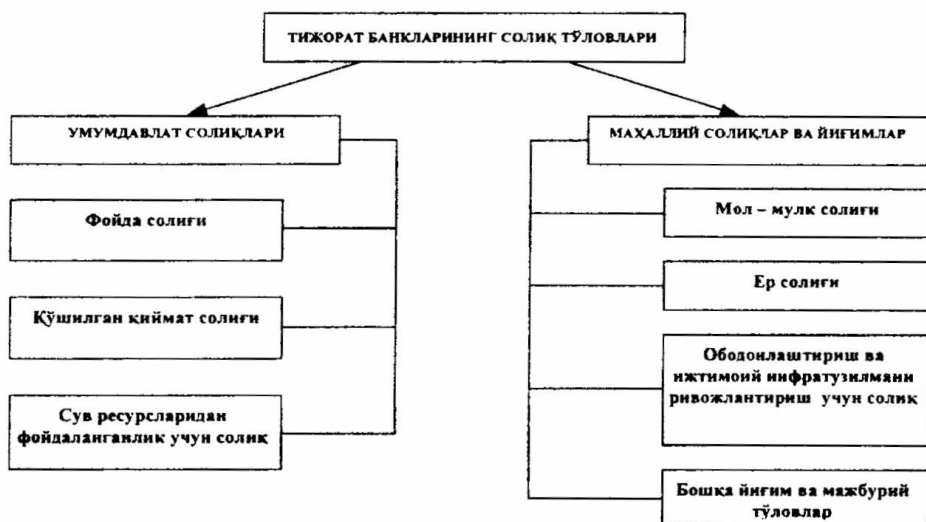 ТИЖОРАТ БАНКЛАРИНИНГ СОЛИҚ ТЎЛОВЛАРИ
УМУМДАВЛАТ СОЛИҚЛАРИ
Фойда солиғи
Қўшилган қиймат солиғи
Сув ресурсларидан
фойдаланганлик учун солиқ
МАҲАЛЛИЙ СОЛИҚЛАР ВА ЙИҒИМЛАР
Мол – мулк солиғи
Ер солиғи
Ободонлаштириш ва
ижтимоий инфратузилмани
ривожлантириш учун солиқ
Бошқа йиғим ва мажбурий
тўловлар